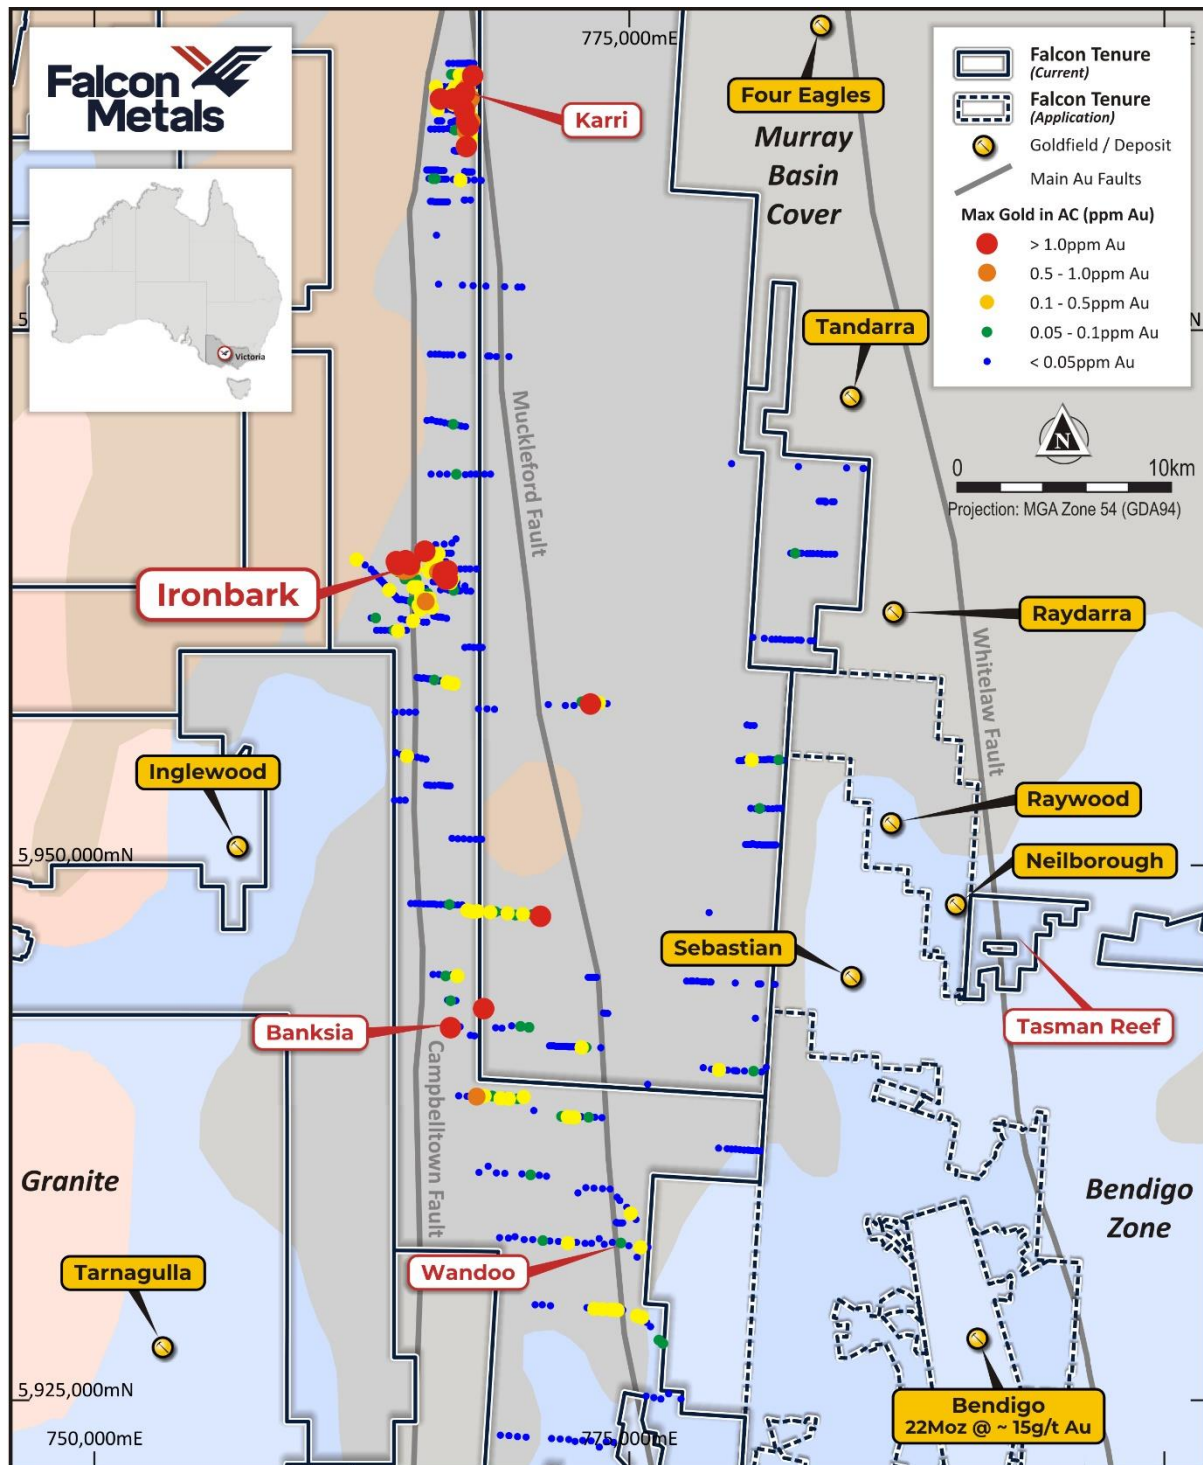 Falcon
Metals
Victoria
775,000mE
E
Four Eagles
Murray
Basin
Cover
Karri
Falcon Tenure
(Current)
Falcon Tenure
(Application)
Goldfield / Deposit
Main Au Faults
Max Gold in AC (ppm Au)
> 1.0ppm Au
0.5 - 1.0ppm Au
0.1 - 0.5ppm Au
0.05 - 0.1ppm Au
< 0.05ppm Au
5
N
Tandarra
N
0 10km
Projection: MGA Zone 54 (GDA94)
Muckleford Fault
Ironbark
Raydarra
Whitelaw Fault
Inglewood
Raywood
5,950,000mN
Neilborough
Sebastian
Banksia
Tasman Reef
Campbelltown Fault
Granite
Bendigo
Zone
Tarnagulla
Wandoo
5,925,000mN
Bendigo
22Moz @ ~ 15g/t Au
750,000mE
775,000mE